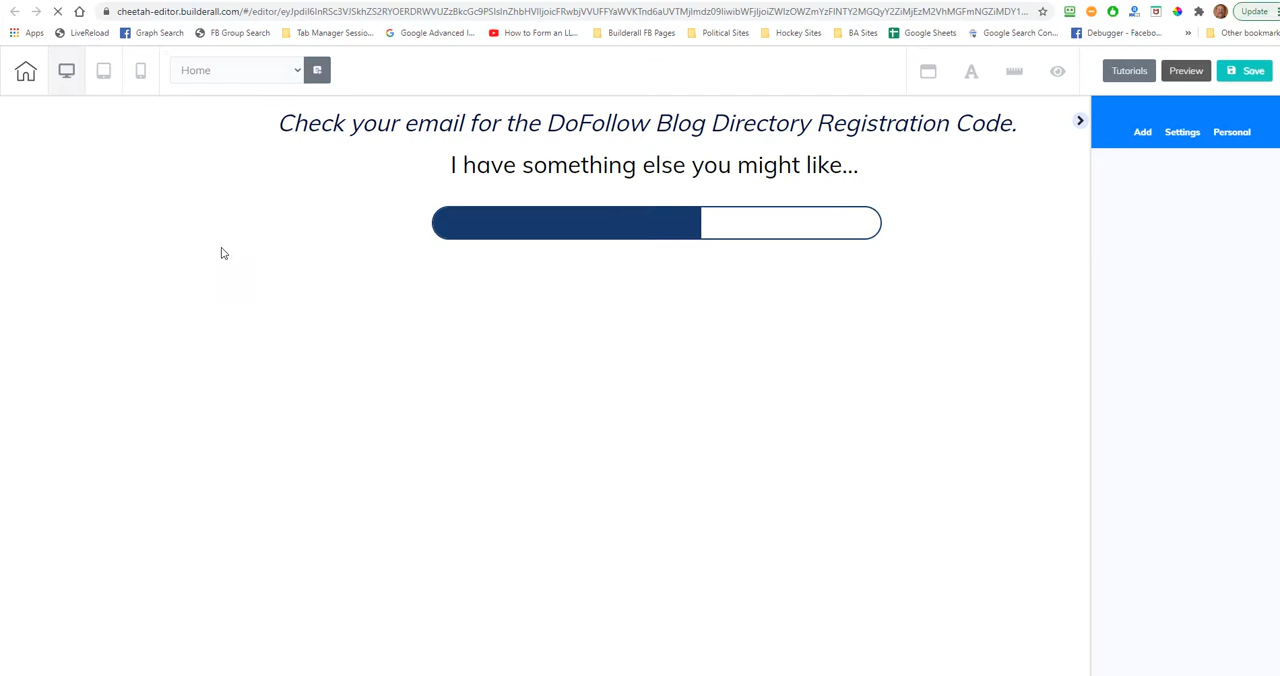 cheetah-editor.builderall.com/#/editor/eyJpdiI6InRSc3VJSkhZS2RYOERDRWVUZzBkcGc9PSIsInZhbHVlIjoicFRwbjVVUFFYaWVKTnd6aUVTMjlmdz09IiwibWFjIjoiZWIzOWZmYzFlNTY2MGQyY2ZiMjEzM2VhMGFmNGZiMDY1...
Update
Apps
LiveReload
Graph Search
FB Group Search
Tab Manager Sessio...
Google Advanced I...
How to Form an LL...
Builderall FB Pages
Political Sites
Hockey Sites
BA Sites
Google Sheets
Google Search Con...
Debugger - Facebo...
»
Other bookmark
Home
Tutorials
Preview
Save
Add
Settings
Personal
Check your email for the DoFollow Blog Directory Registration Code.
I have something else you might like...